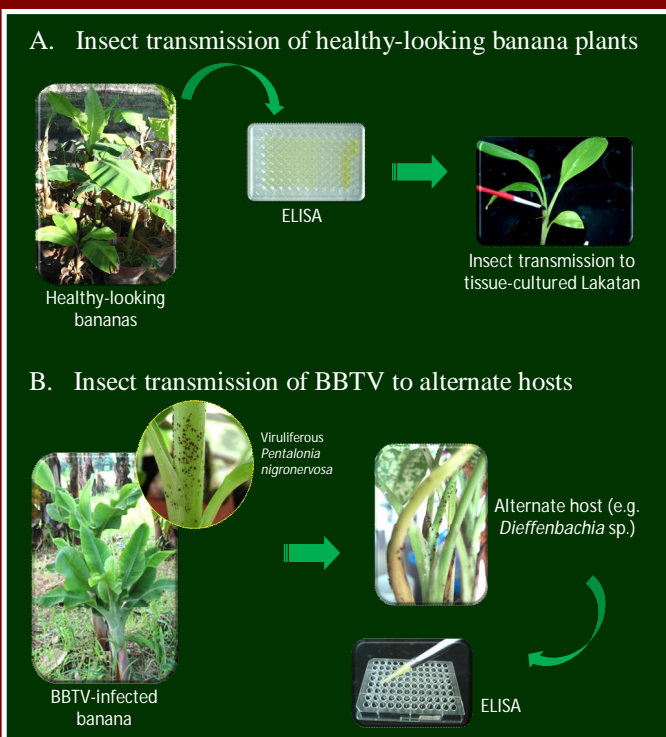 A. Insect transmission of healthy-looking banana plants
ELISA
Healthy-looking
bananas
Insect transmission to
tissue-cultured Lakatan
B. Insect transmission of BBTV to alternate hosts
Viruliferous
Pentalonia
nigronervosa
Alternate host (e.g.
Dieffenbachia sp.)
BBTV-infected
banana
ELISA